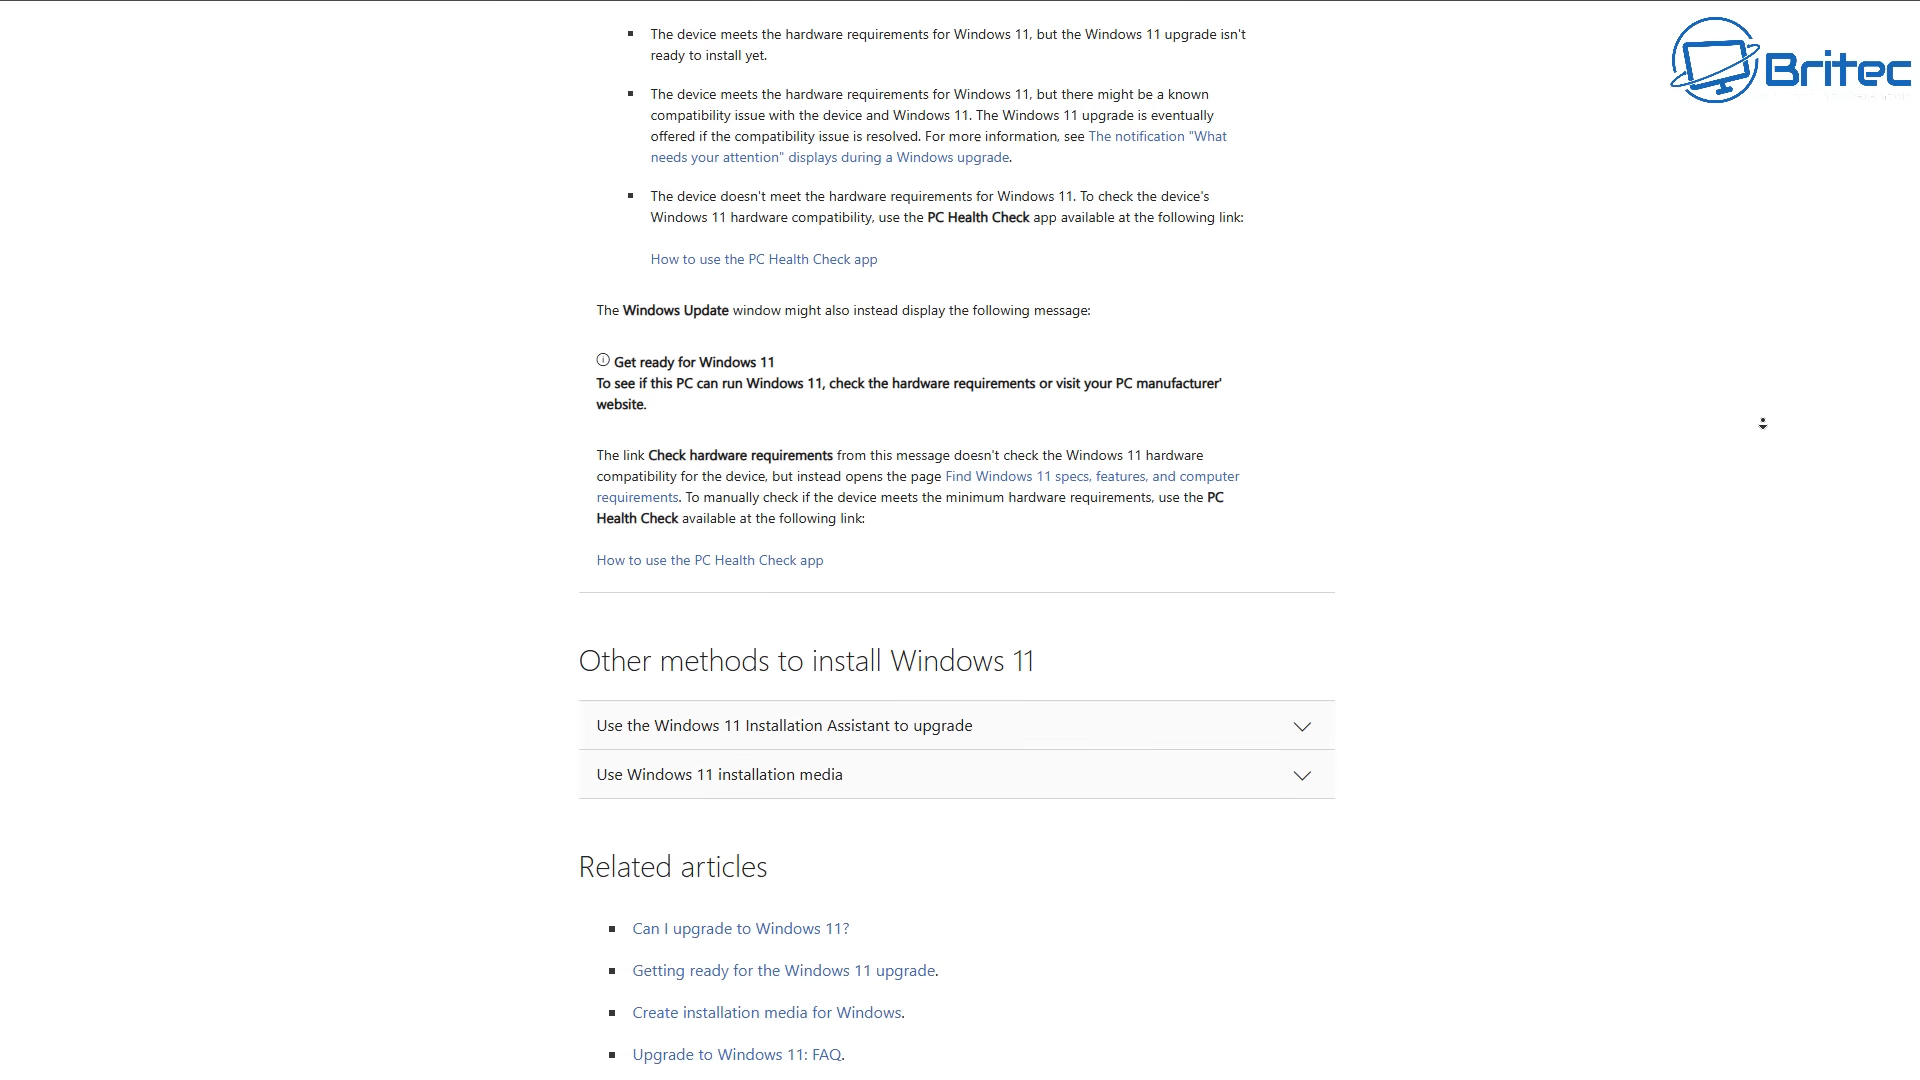 The device meets the hardware requirements for Windows 11, but the Windows 11 upgrade isn't
ready to install yet.
Britec
The device meets the hardware requirements for Windows 11, but there might be a known
compatibility issue with the device and Windows 11. The Windows 11 upgrade is eventually
offered if the compatibility issue is resolved. For more information, see The notification "What
needs your attention" displays during a Windows upgrade.
The device doesn't meet the hardware requirements for Windows 11. To check the device's
Windows 11 hardware compatibility, use the PC Health Check app available at the following link:
How to use the PC Health Check app
The Windows Update window might also instead display the following message:
Get ready for Windows 11
To see if this PC can run Windows 11, check the hardware requirements or visit your PC manufacturer'
website.
The link Check hardware requirements from this message doesn't check the Windows 11 hardware
compatibility for the device, but instead opens the page Find Windows 11 specs, features, and computer
requirements. To manually check if the device meets the minimum hardware requirements, use the PC
Health Check available at the following link:
How to use the PC Health Check app
Other methods to install Windows 11
Use the Windows 11 Installation Assistant to upgrade
Use Windows 11 installation media
Related articles
Can I upgrade to Windows 11?
Getting ready for the Windows 11 upgrade.
Create installation media for Windows.
Upgrade to Windows 11: FAQ.